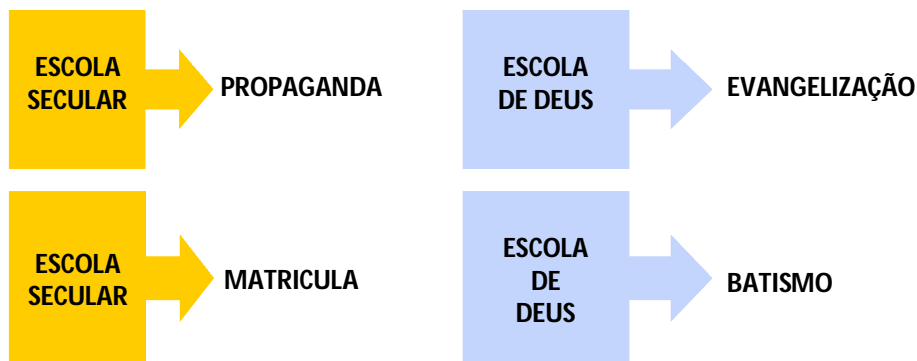 ESCOLA
SECULAR
PROPAGANDA
ESCOLA
DE DEUS
EVANGELIZAÇÃO
ESCOLA
SECULAR
MATRICULA
ESCOLA
DE
DEUS
BATISMO